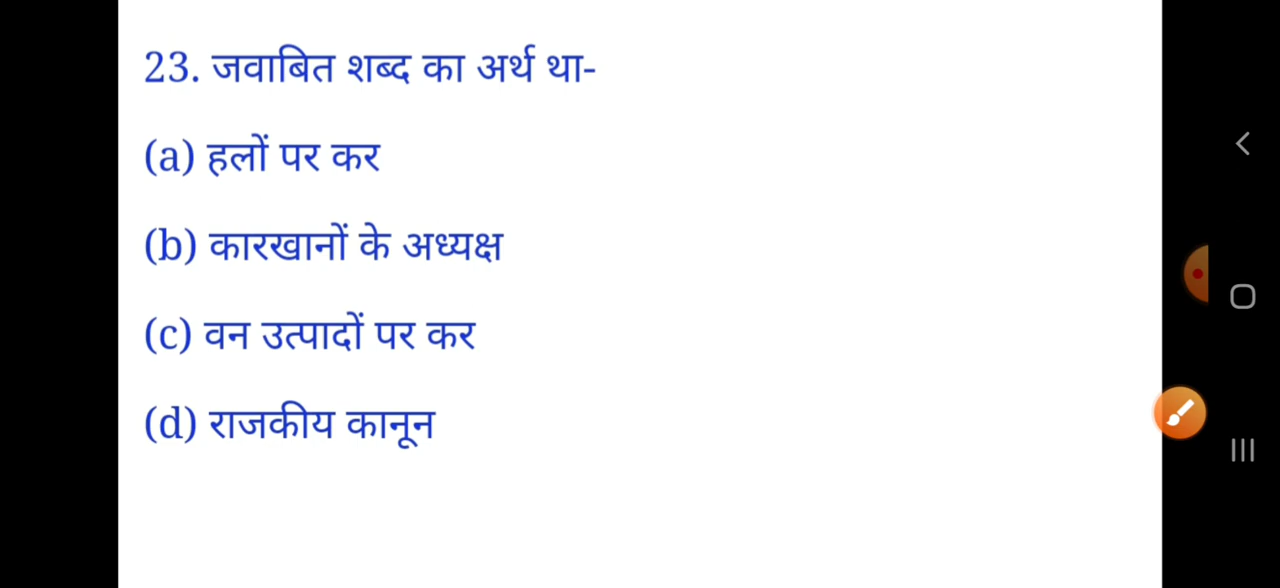 23. जवाबित शब्द का अर्थ था-
(a) हलों पर कर
(b) कारखानों के अध्यक्ष
(c) वन उत्पादों पर कर
(d) राजकीय कानून